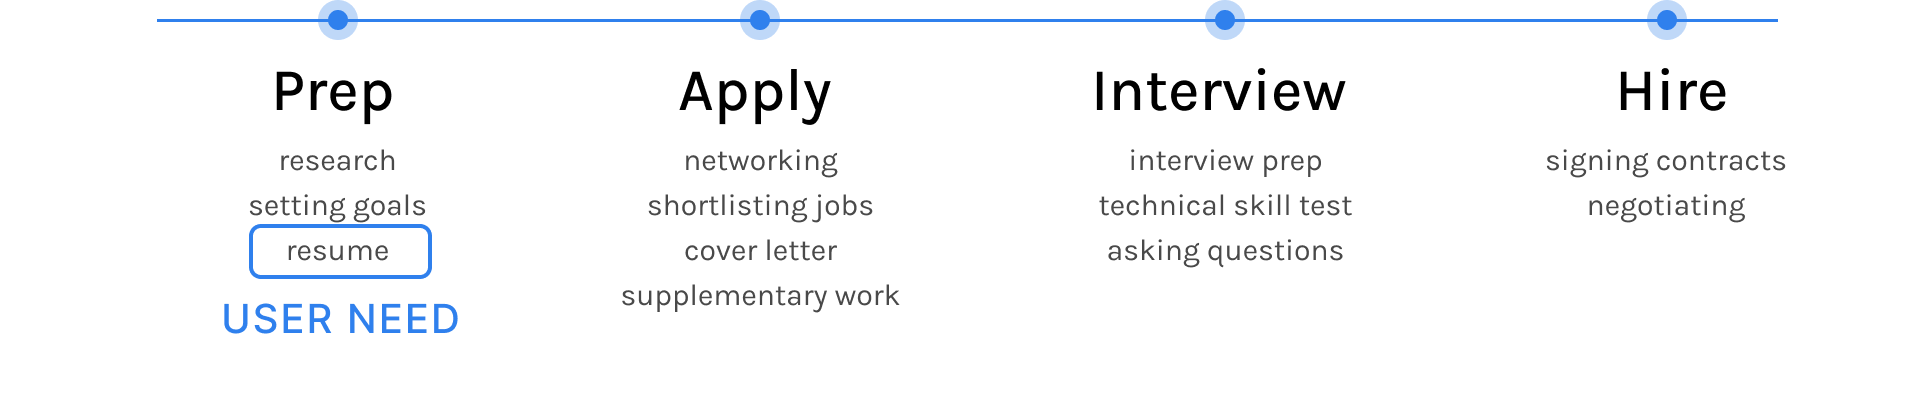 Prep
research
setting goals
resume
USER NEED
Apply
networking
shortlisting jobs
cover letter
supplementary work
Interview
interview prep
technical skill test
asking questions
Hire
signing contracts
negotiating